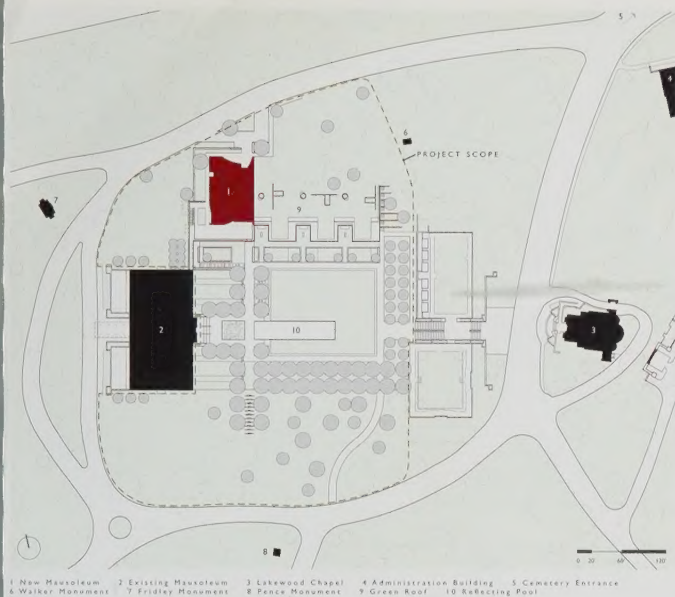 5
4
6
PROJECT SCOPE
1
7
9
2
10
3
8
0 20 60 120'
1 New Mausoleum 2 Existing Mausoleum 3 Lakewood Chapel 4 Administration Building 5 Cemetery Entrance
6 Walker Monument 7 Fridley Monument 8 Pence Monument 9 Green Roof 10 Reflecting Pool